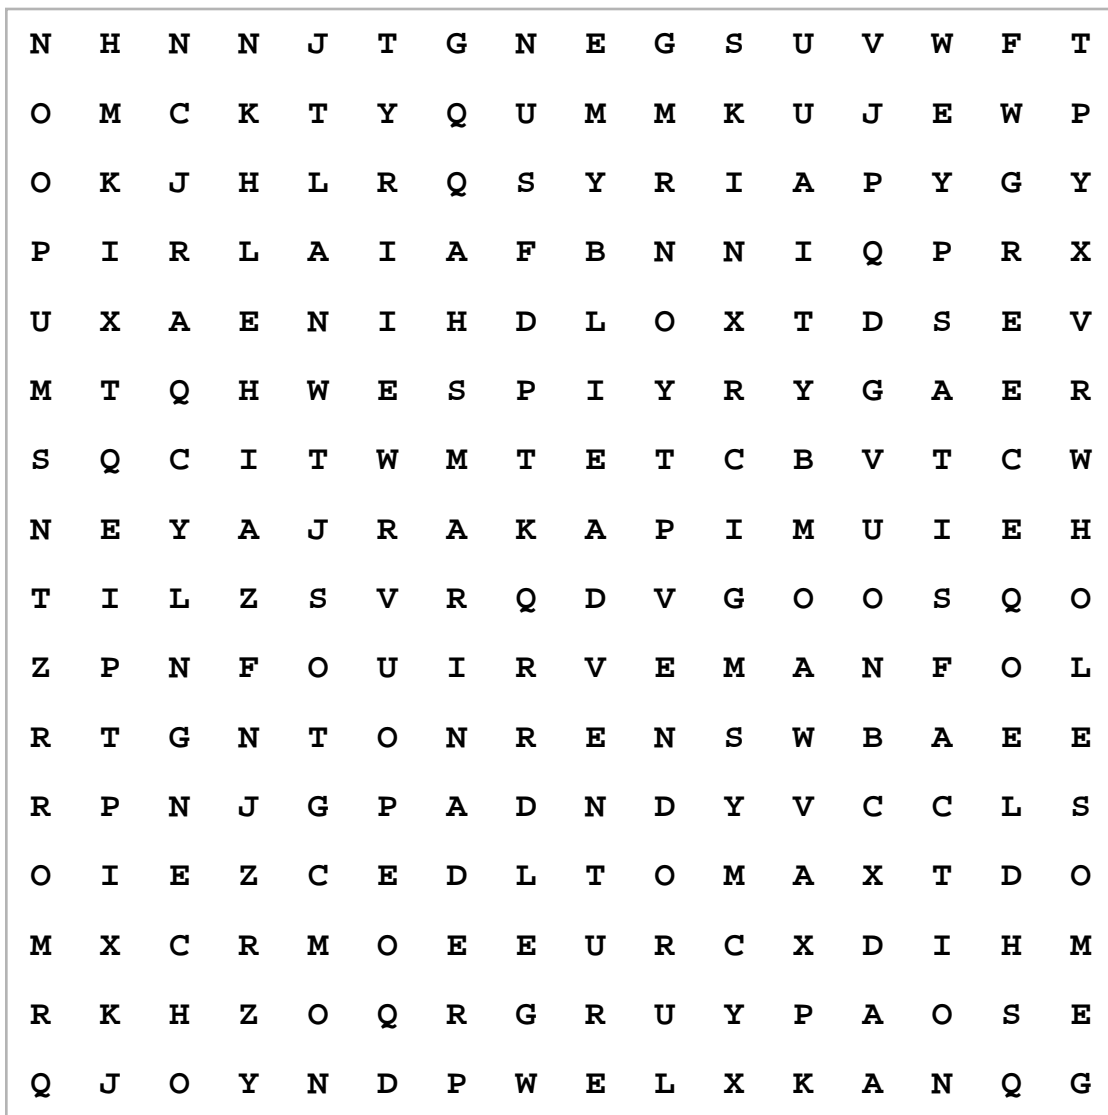 N H N N J T G N E G S U V W F T
O M C K T Y Q U M M K U J E W P
O K J H L R Q S Y R I A P Y G Y
P I R L A I A F B N N I Q P R X
U X A E N I H D L O X T D S E V
M T Q H W E S P I Y R Y G A E R
S Q C I T W M T E T C B V T C W
N E Y A J R A K A P I M U I E H
T I L Z S V R Q D V G O O S Q O
Z P N F O U I R V E M A N F O L
R T G N T O N R E N S W B A E E
R P N J G P A D N D Y V C C L S
O I E Z C E D L T O M A X T D O
M X C R M O E E U R C X D I H M
R K H Z O Q R G R U Y P A O S E
Q J O Y N D P W E L X K A N Q G